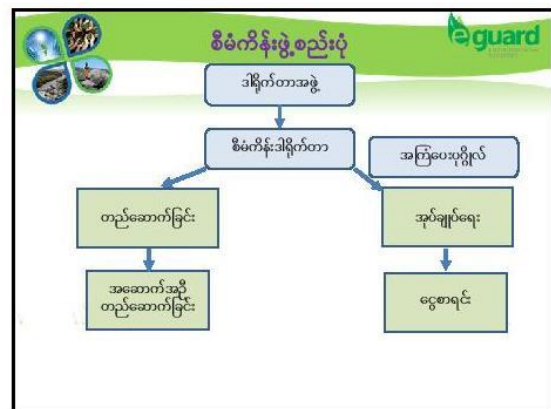 စီမံကိန်းဖွဲ့စည်းပုံ
eguard
ဒါရိုက်တာအဖွဲ့
စီမံကိန်းဒါရိုက်တာ
အကြံပေးပုဂ္ဂိုလ်
တည်ဆောက်ခြင်း
အုပ်ချုပ်ရေး
အဆောက်အဦ
တည်ဆောက်ခြင်း
ငွေစာရင်း